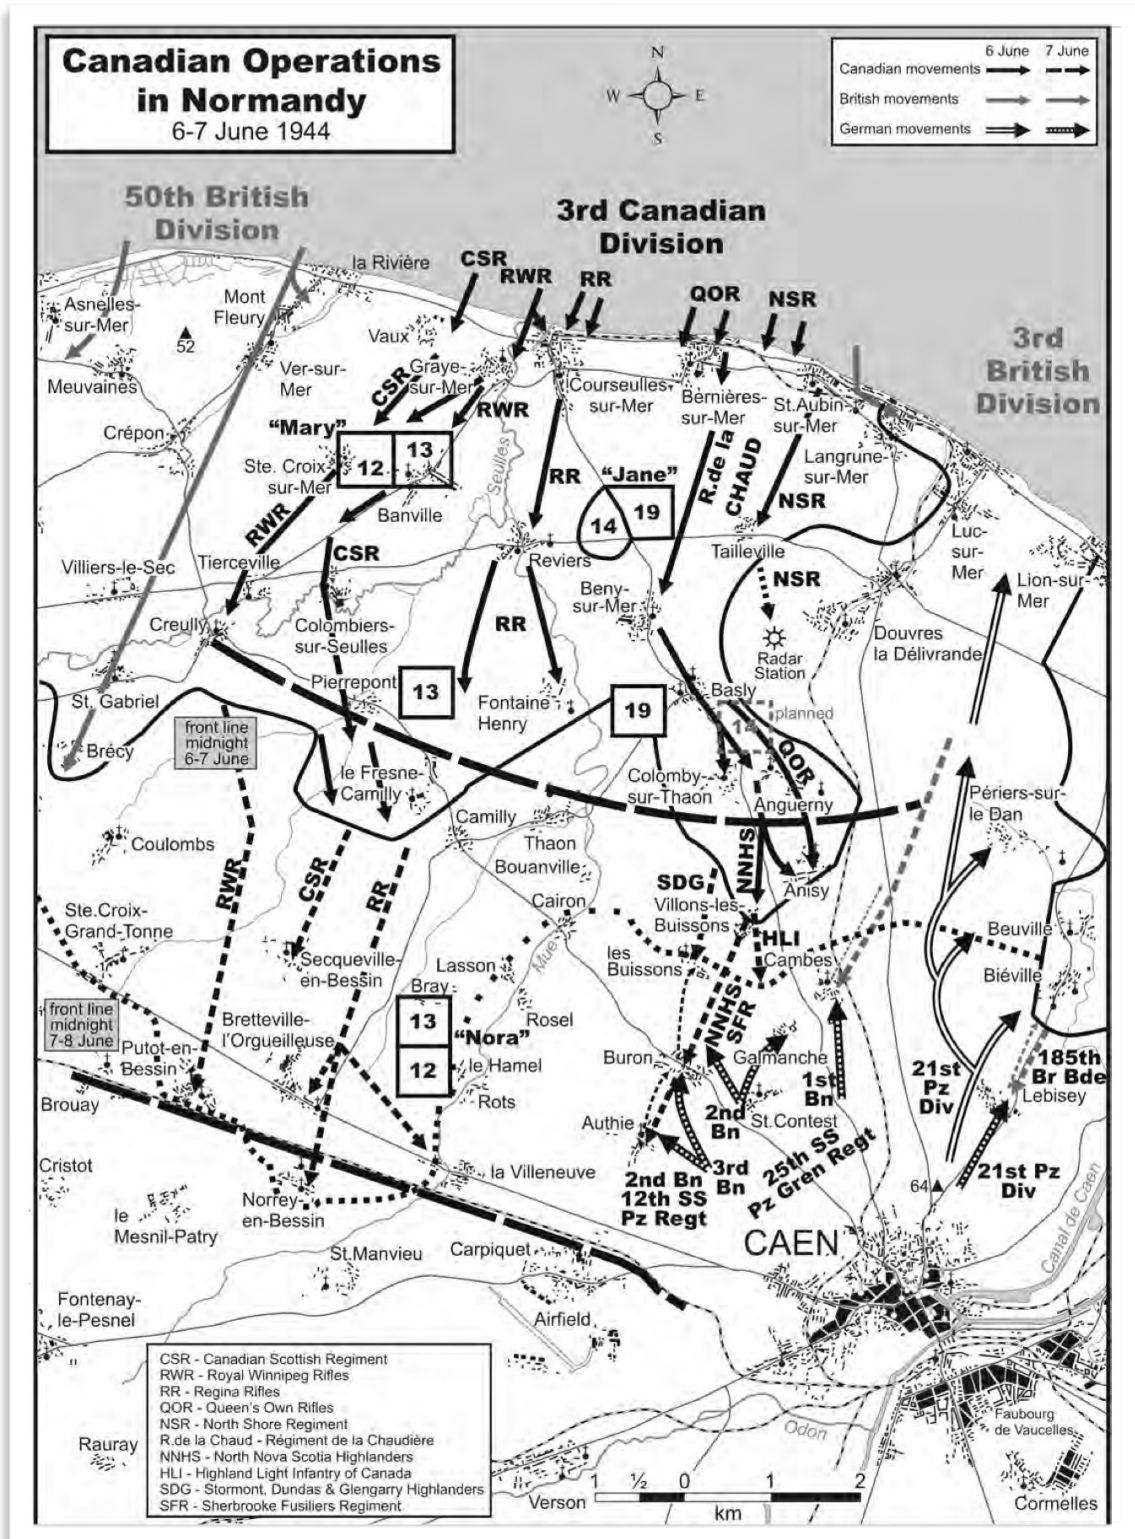 Canadian Operations
in Normandy
6-7 June 1944
N
W
E
S
6 June
7 June
Canadian movements
British movements
German movements
50th British
Division
3rd Canadian
Division
3rd
British
Division
la Rivière
CSR
RWR
RR
QOR
NSR
Asnelles-
sur-Mer
52
Mont
Fleury
Vaux
Meuvaines
Ver-sur-
Mer
Graye-
sur-Mer
CSR
RWR
Courseulles-
sur-Mer
Bernières-
sur-Mer
St.Aubin-
sur-Mer
Crépon
"Mary"
12
13
Ste. Croix-
sur-Mer
Banville
Seulles
RR
"Jane"
14
19
R.de la
CHAUD
NSR
Langrune-
sur-Mer
Luc-
sur-
Mer
Lion-sur-
Mer
RWR
CSR
Villiers-le-Sec
Tierceville
Reviers
Tailleville
NSR
Creully
Colombiers-
sur-Seulles
RR
Beny-
sur-Mer
Radar
Station
Douvres
la Délivrande
St. Gabriel
Pierrepont
13
Fontaine
Henry
19
Basly
planned
14
QOR
Brécy
front line
midnight
6-7 June
le Fresne-
Camilly
Colomby-
sur-Thaon
Anguerny
Périers-sur-
le Dan
Coulombs
Camilly
Thaon
Bouanville
NNHS
Anisy
RWR
CSR
RR
SDG
Villons-les-
Buissons
Ste.Croix-
Grand-Tonne
Cairon
HLI
Cambes
Beuville
Secqueville-
en-Bessin
Lasson
Mue
les
Buissons
Biéville
Bray
13
12
"Nora"
Rosel
NNHS
SFR
front line
midnight
7-8 June
Bretteville-
l'Orgueilleuse
Putot-en-
Bessin
le Hamel
Buron
Galmanche
1st
Bn
21st
Pz
Div
185th
Br Bde
Lebisey
Brouay
Rots
Authie
2nd
Bn
St.Contest
Cristot
la Villeneuve
2nd Bn
12th SS
Pz Regt
3rd
Bn
25th SS
Pz Gren Regt
64
21st Pz
Div
Norrey-
en-Bessin
le
Mesnil-Patry
St.Manvieu
Carpiquet
CAEN
Canal de Caen
Fontenay-
le-Pesnel
Airfield
CSR - Canadian Scottish Regiment
RWR - Royal Winnipeg Rifles
RR - Regina Rifles
QOR - Queen's Own Rifles
NSR - North Shore Regiment
R.de la Chaud - Régiment de la Chaudière
NNHS - North Nova Scotia Highlanders
HLI - Highland Light Infantry of Canada
SDG - Stormont, Dundas & Glengarry Highlanders
SFR - Sherbrooke Fusiliers Regiment
Rauray
Odon
Faubourg
de Vaucelles
Verson
1 ½ 0 1 2
km
Cormelles